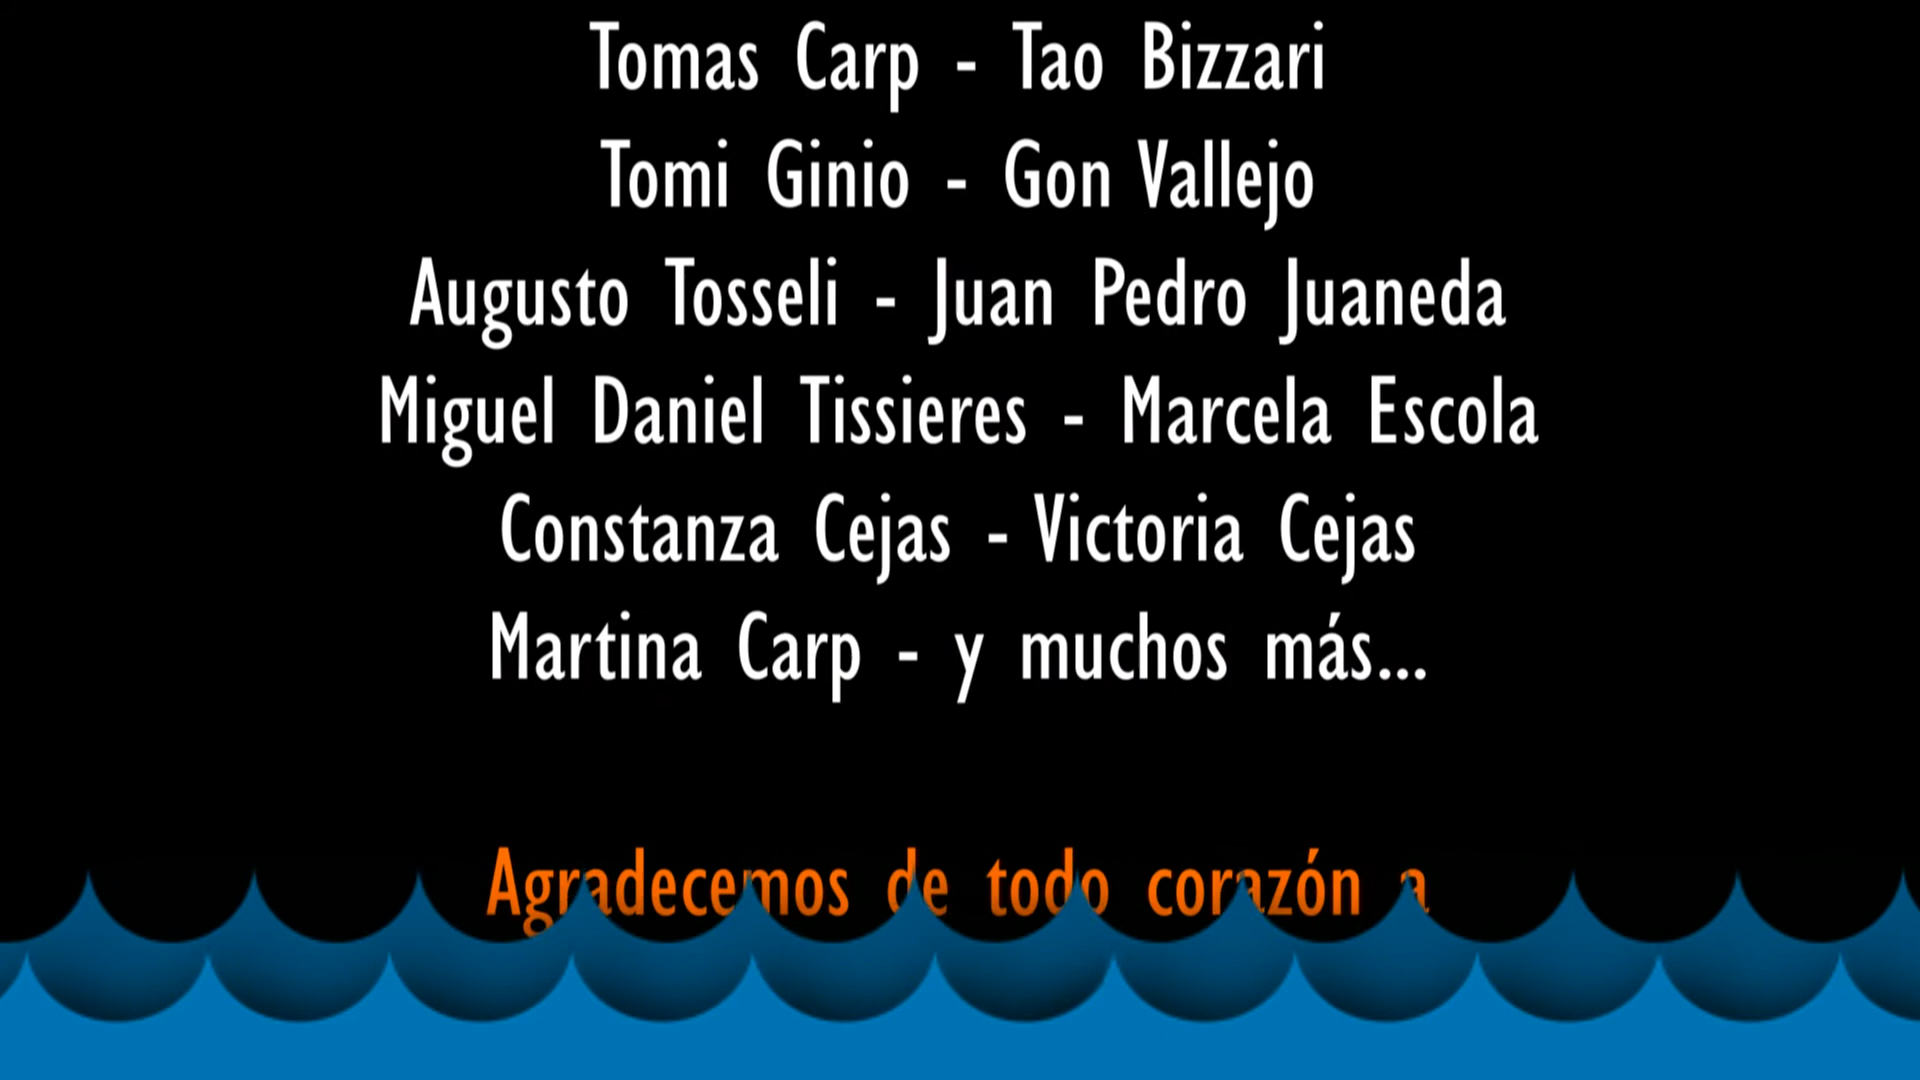 Tomas Carp - Tao Bizzari
Tomi Ginio - Gon Vallejo
Augusto Tosseli - Juan Pedro Juaneda
Miguel Daniel Tissieres - Marcela Escola
Constanza Cejas - Victoria Cejas
Martina Carp - y muchos más...
Agradecemos de todo corazón a